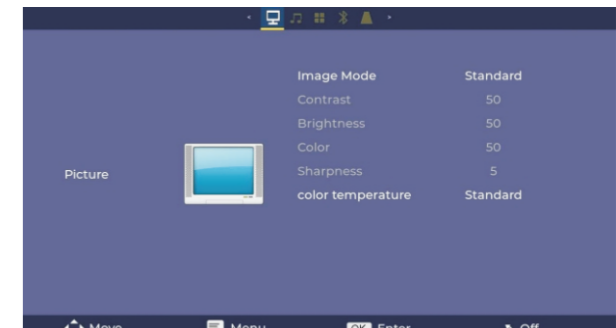 Image Mode Standard
Contrast 50
Brightness 50
Color 50
Sharpness 5
Picture
color temperature Standard
Move Menu OK Enter Off